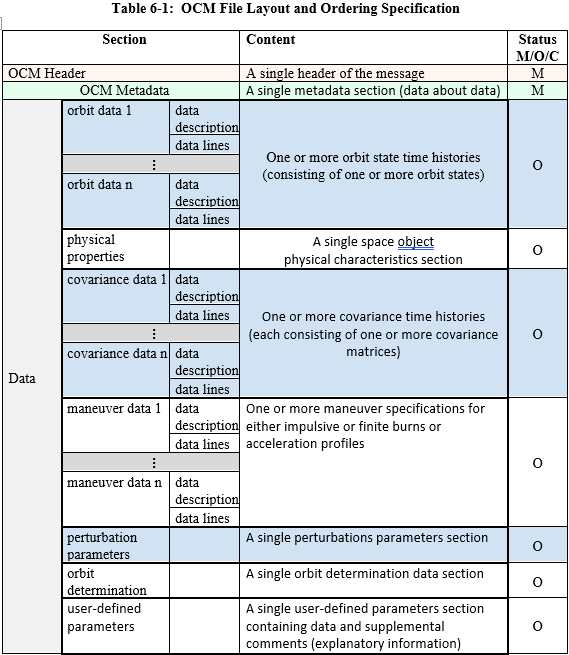 Table 6-1: OCM File Layout and Ordering Specification
Section
Content
Status
M/O/C
OCM Header
A single header of the message
M
OCM Metadata
A single metadata section (data about data)
M
Data
orbit data 1
data
description
data lines
⋮
orbit data n
data
description
data lines
One or more orbit state time histories
(consisting of one or more orbit states)
O
physical
properties
A single space object
physical characteristics section
O
covariance data 1
data
description
data lines
⋮
covariance data n
data
description
data lines
One or more covariance time histories
(each consisting of one or more covariance
matrices)
O
maneuver data 1
data
description
data lines
⋮
maneuver data n
data
description
data lines
One or more maneuver specifications for
either impulsive or finite burns or
acceleration profiles
O
perturbation
parameters
A single perturbations parameters section
O
orbit
determination
A single orbit determination data section
O
user-defined
parameters
A single user-defined parameters section
containing data and supplemental
comments (explanatory information)
O